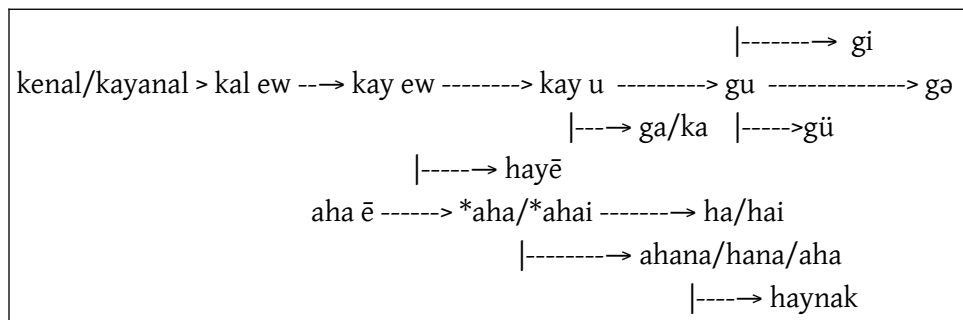 |-------→ gi
kenal/kayanal > kal ew --→ kay ew --------> kay u ---------> gu --------------> gə
|---→ ga/ka |----->gü
|-----→ hayē
aha ē ------> *aha/*ahai -------→ ha/hai
|--------→ ahana/hana/aha
|----→ haynak